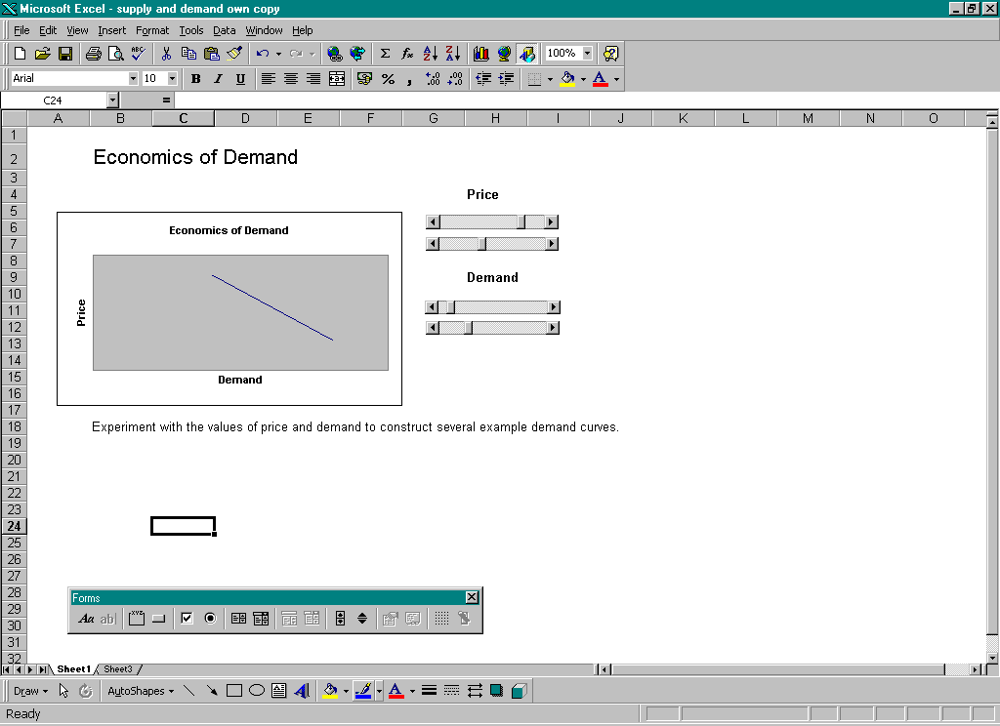 Microsoft Excel - supply and demand own copy
File Edit View Insert Format Tools Data Window Help
100%
Arial 10 B I U
C24 =
A B C D E F G H I J K L M N O
1
2 Economics of Demand
3
4 Price
5
6 Economics of Demand
7
8
9 Demand
10
11 Price
12
13
14
15 Demand
16
17
18 Experiment with the values of price and demand to construct several example demand curves.
19
20
21
22
23
24
25
26
27
28 Forms
29
30 Aa ab|
31
32
Sheet1 Sheet3
Draw AutoShapes
Ready